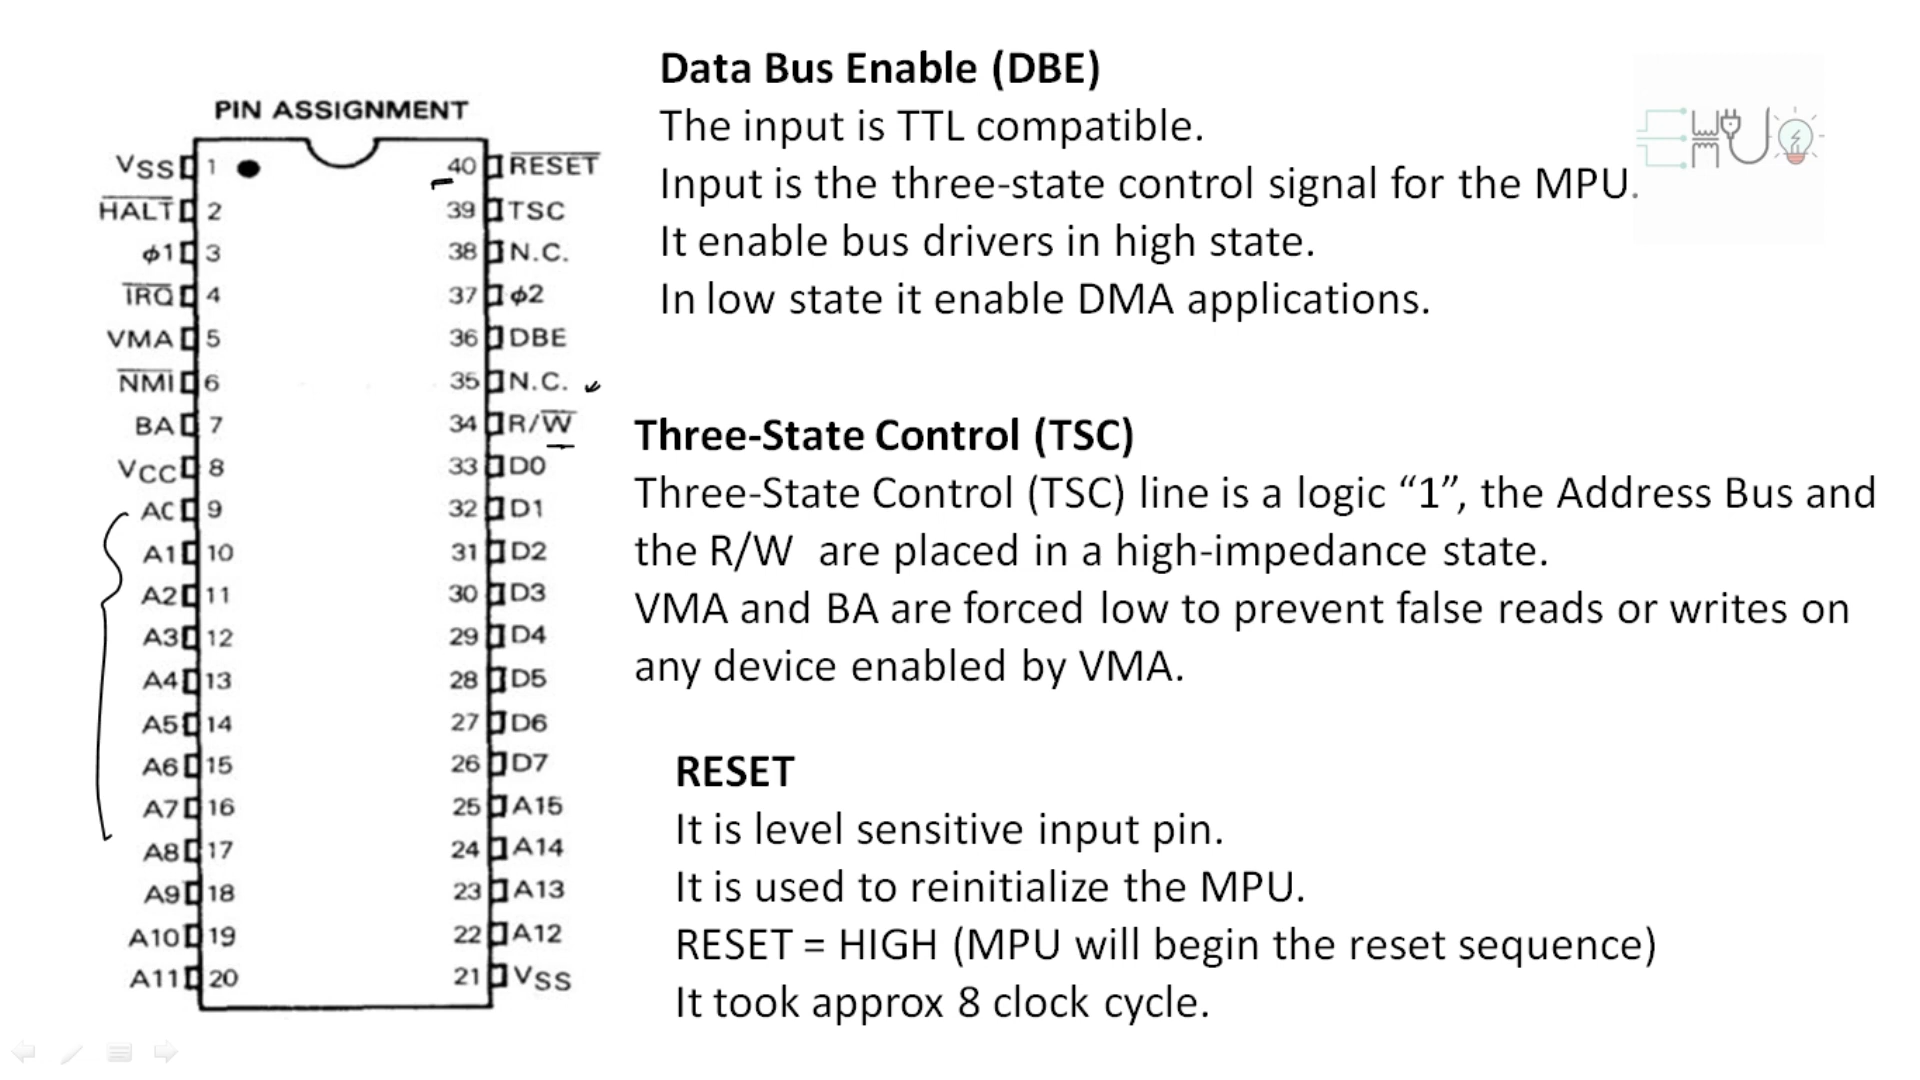 PIN ASSIGNMENT
VSS 1
HALT 2
ϕ1 3
IRQ 4
VMA 5
NMI 6
BA 7
VCC 8
AC 9
A1 10
A2 11
A3 12
A4 13
A5 14
A6 15
A7 16
A8 17
A9 18
A10 19
A11 20
40 RESET
39 TSC
38 N.C.
37 ϕ2
36 DBE
35 N.C.
34 R/W
33 D0
32 D1
31 D2
30 D3
29 D4
28 D5
27 D6
26 D7
25 A15
24 A14
23 A13
22 A12
21 VSS
Data Bus Enable (DBE)
The input is TTL compatible.
Input is the three-state control signal for the MPU.
It enable bus drivers in high state.
In low state it enable DMA applications.
Three-State Control (TSC)
Three-State Control (TSC) line is a logic “1”, the Address Bus and
the R/W are placed in a high-impedance state.
VMA and BA are forced low to prevent false reads or writes on
any device enabled by VMA.
RESET
It is level sensitive input pin.
It is used to reinitialize the MPU.
RESET = HIGH (MPU will begin the reset sequence)
It took approx 8 clock cycle.